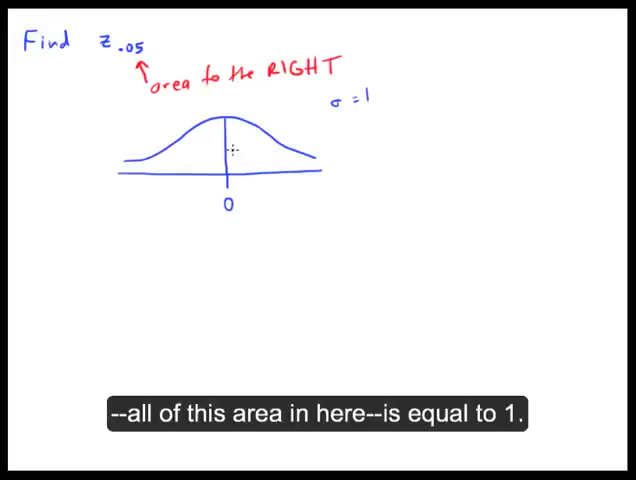 Find z.05
area to the RIGHT
σ = 1
0
--all of this area in here--is equal to 1.